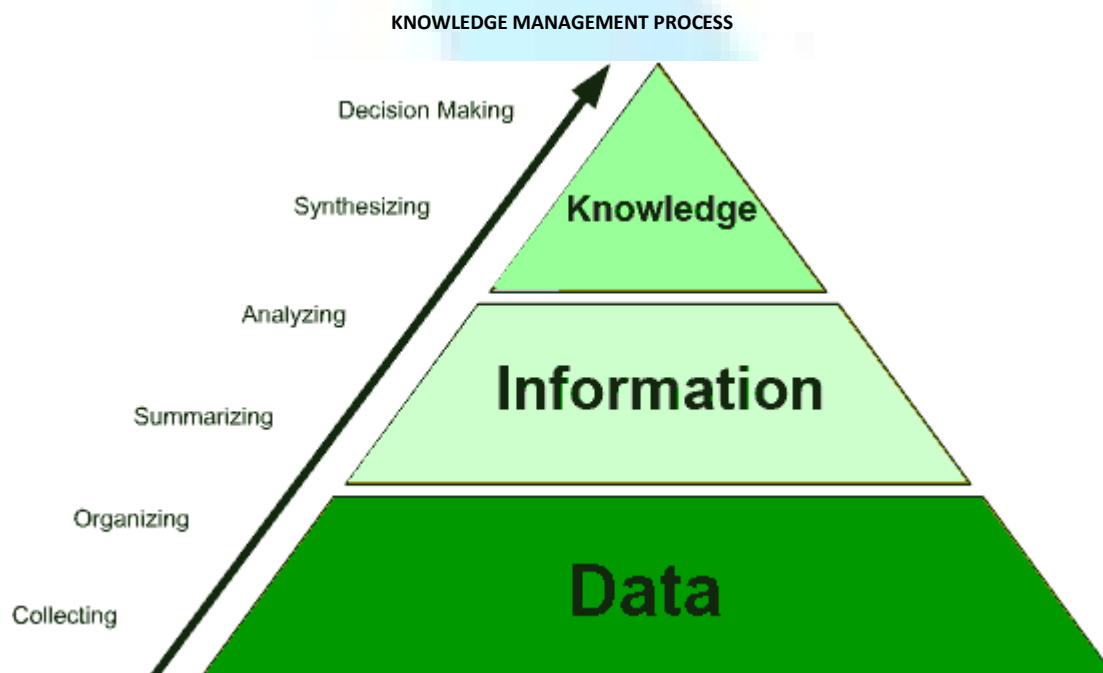 KNOWLEDGE MANAGEMENT PROCESS
Decision Making
Synthesizing
Knowledge
Analyzing
Information
Summarizing
Organizing
Data
Collecting